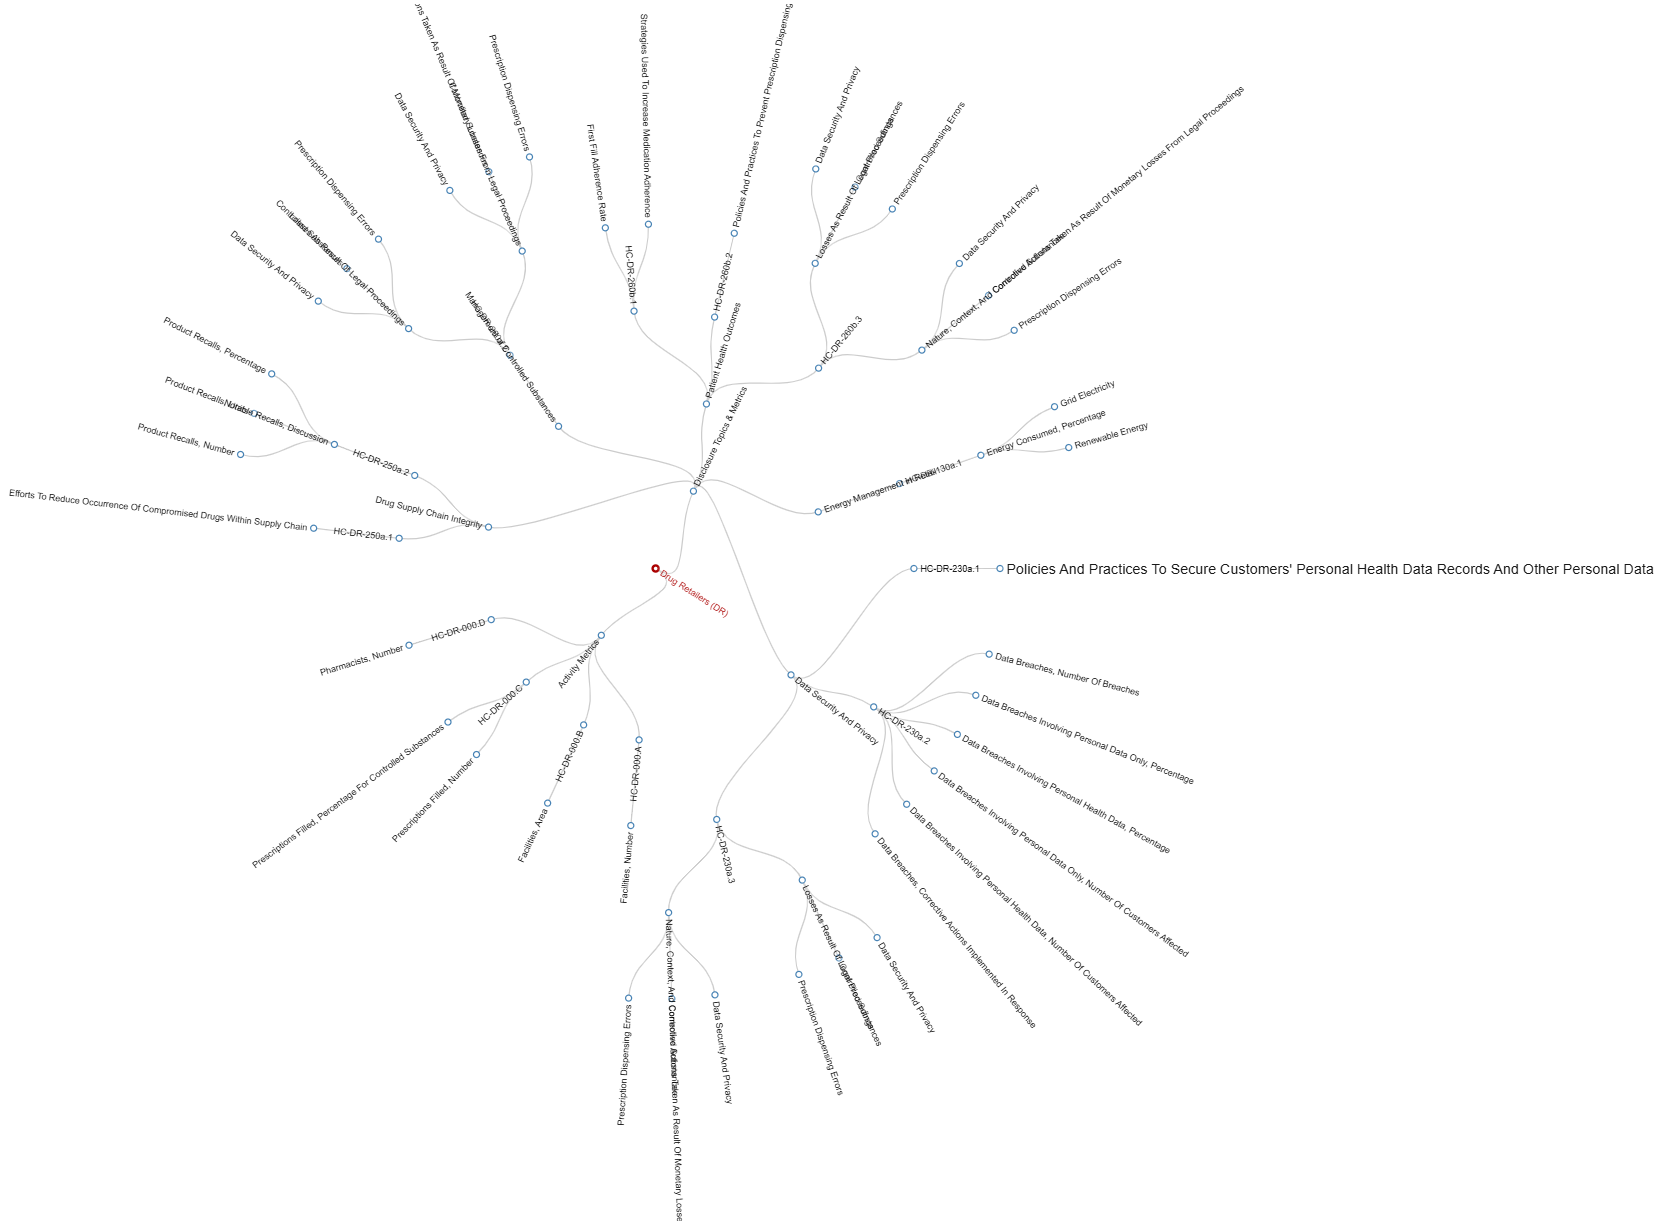 Drug Retailers (DR)
Disclosure Topics & Metrics
Energy Management
HC-DR-130a.1
Energy Consumed, Percentage
Grid Electricity
Renewable Energy
Patient Health Outcomes
HC-DR-260b.1
First Fill Adherence Rate
Strategies Used To Increase Medication Adherence
HC-DR-260b.2
Policies And Practices To Prevent Prescription Dispensing
HC-DR-260b.3
Losses As Result Of Legal Proceedings
Data Security And Privacy
Prescription Dispensing Errors
Nature, Context, And Corrective Actions Taken As Result Of Monetary Losses From Legal Proceedings
Data Security And Privacy
Prescription Dispensing Errors
Management of Controlled Substances
Taken As Result Of Monetary Losses From Legal Proceedings
Data Security And Privacy
Prescription Dispensing Errors
Losses As Result Of Legal Proceedings
Prescription Dispensing Errors
Data Security And Privacy
Drug Supply Chain Integrity
HC-DR-250a.2
Notable Recalls, Discussion
Product Recalls, Percentage
Product Recalls
Product Recalls, Number
HC-DR-250a.1
Efforts To Reduce Occurrence Of Compromised Drugs Within Supply Chain
Data Security And Privacy
HC-DR-230a.1
Policies And Practices To Secure Customers' Personal Health Data Records And Other Personal Data
HC-DR-230a.2
Data Breaches, Number Of Breaches
Data Breaches Involving Personal Data Only, Percentage
Data Breaches Involving Personal Health Data, Percentage
Data Breaches Involving Personal Data Only, Number Of Customers Affected
Data Breaches Involving Personal Health Data, Number Of Customers Affected
Data Breaches, Corrective Actions Implemented In Response
HC-DR-230a.3
Losses As Result Of Legal Proceedings
Data Security And Privacy
Prescription Dispensing Errors
Nature, Context, And Corrective Actions Taken As Result Of Monetary
Data Security And Privacy
Prescription Dispensing Errors
Activity Metrics
HC-DR-000.A
Facilities, Number
HC-DR-000.B
Facilities, Area
HC-DR-000.C
Prescriptions Filled, Number
Prescriptions Filled, Percentage For Controlled Substances
HC-DR-000.D
Pharmacists, Number